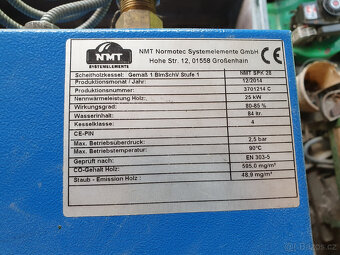 NMT
SYSTEMELEMENTE
NMT Normotec Systemelemente GmbH
Hohe Str. 12, 01558 Großenhain
Scheitholzkessel: Gemäß 1 BImSchV Stufe 1 NMT SPK 28
Produktionsmonat / Jahr: 12/2014
Produktionsnummer: 3701214 C
Nennwärmeleistung Holz: 25 kW
Wirkungsgrad: 80-85 %
Wasserinhalt: 84 ltr.
Kesselklasse: 4
CE-PIN
Max. Betriebsüberdruck: 2,5 bar
Max. Betriebstemperatur: 90°C
Geprüft nach: EN 303-5
CO-Gehalt Holz: 595,0 mg/m³
Staub - Emission Holz: 48,9 mg/m³
bazos.cz